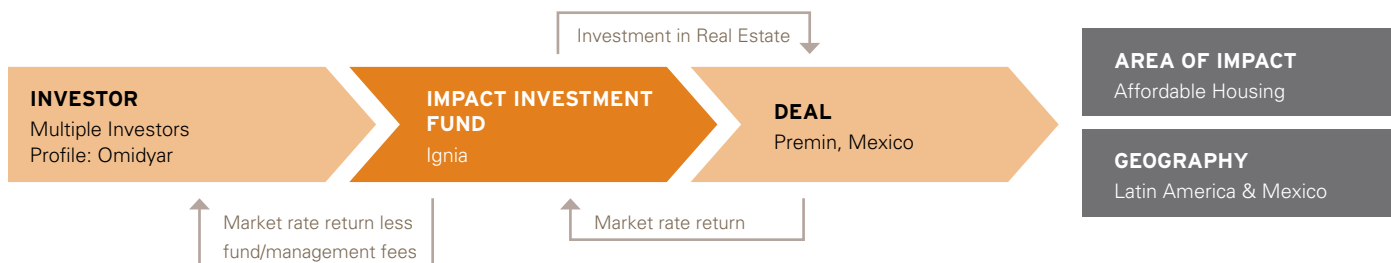 Investment in Real Estate
INVESTOR
Multiple Investors
Profile: Omidyar
IMPACT INVESTMENT
FUND
Ignia
DEAL
Premin, Mexico
AREA OF IMPACT
Affordable Housing
GEOGRAPHY
Latin America & Mexico
Market rate return less
fund/management fees
Market rate return